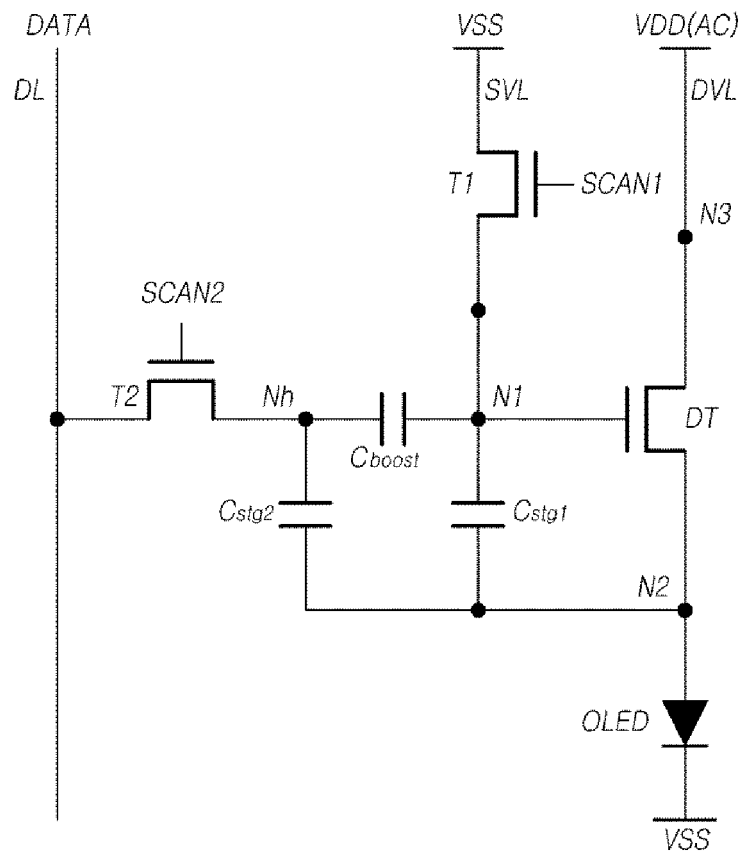 DATA
VSS
VDD(AC)
DL
SVL
DVL
T1
SCAN1
N3
SCAN2
T2
Nh
N1
DT
Cboost
Cstg2
Cstg1
N2
OLED
VSS